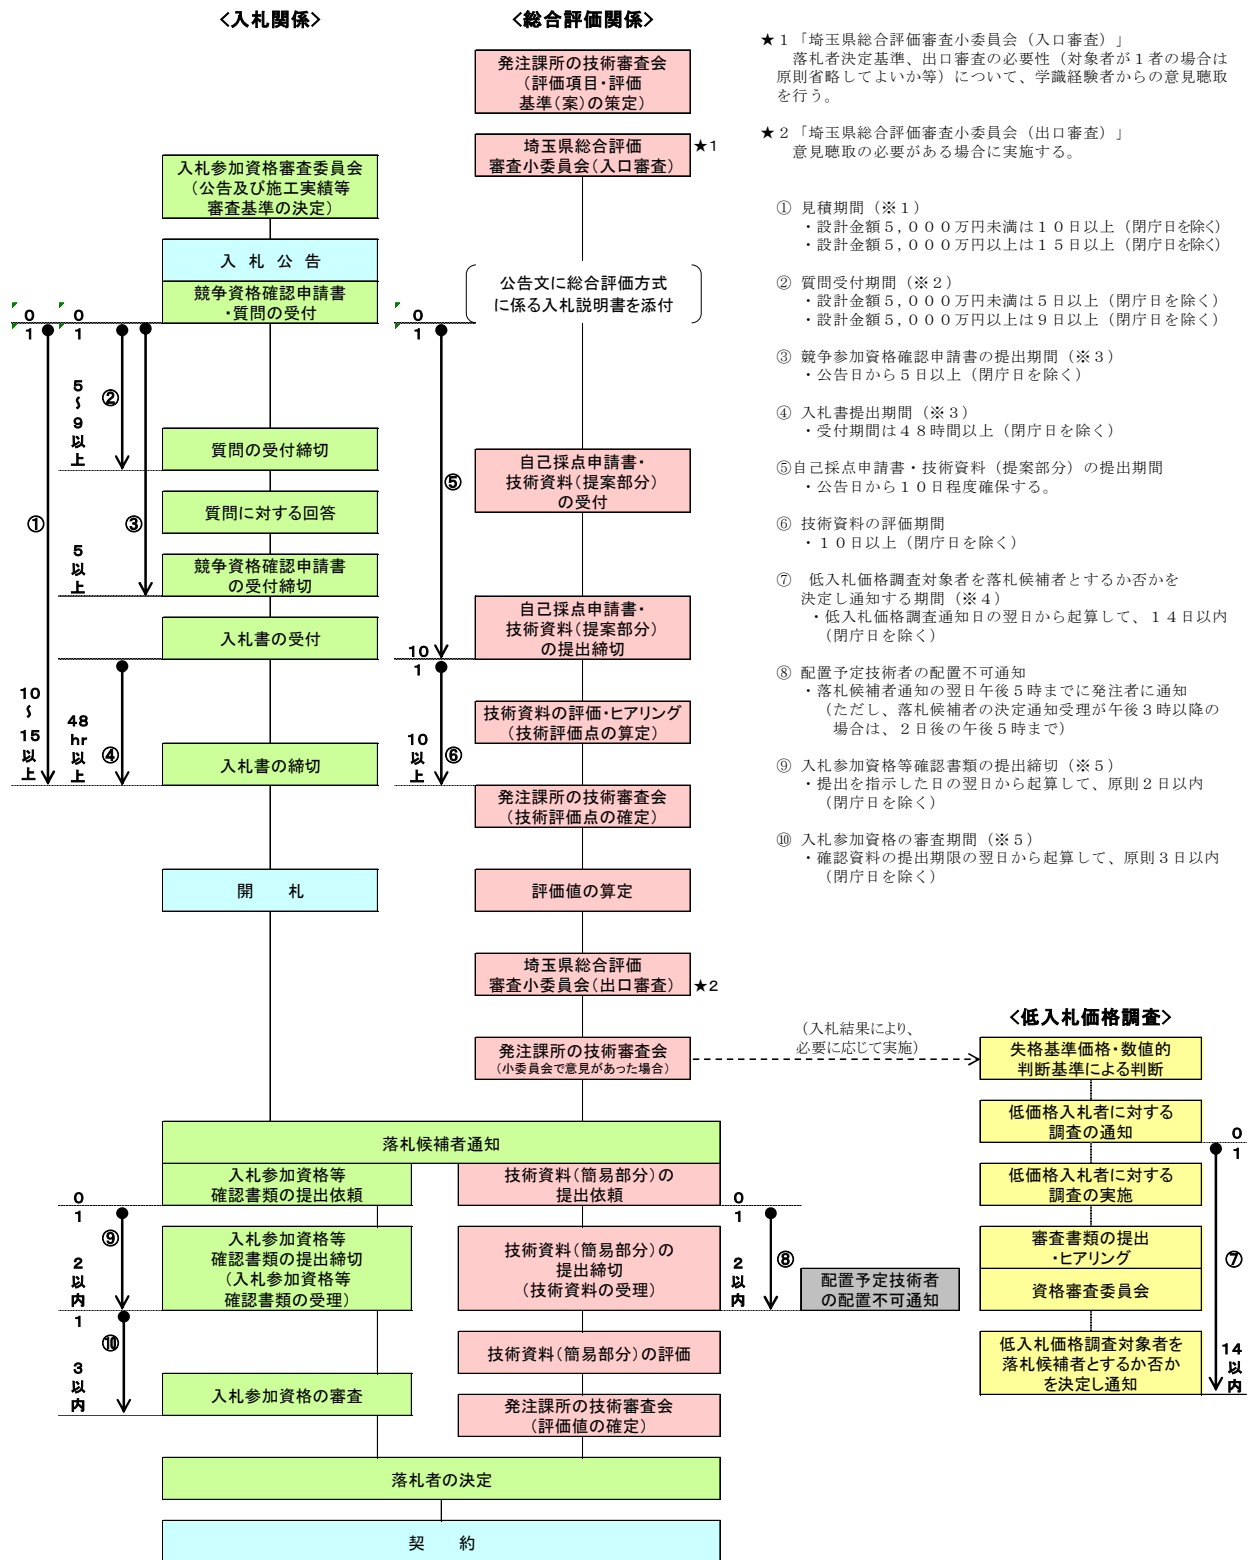 <入札関係>
<総合評価関係>
発注課所の技術審査会
(評価項目・評価
基準(案)の策定)
埼玉県総合評価
審査小委員会(入口審査)
★1
入札参加資格審査委員会
(公告及び施工実績等
審査基準の決定)
入 札 公 告
競争資格確認申請書
・質問の受付
公告文に総合評価方式
に係る入札説明書を添付
0
1
0
1
0
1
5
~
9
以
上
②
質問の受付締切
自己採点申請書・
技術資料(提案部分)
の受付
⑤
①
③
質問に対する回答
5
以
上
競争資格確認申請書
の受付締切
自己採点申請書・
技術資料(提案部分)
の提出締切
入札書の受付
10
1
10
~
15
以
上
48
hr
以
上
④
技術資料の評価・ヒアリング
(技術評価点の算定)
10
以
上
⑥
入札書の締切
発注課所の技術審査会
(技術評価点の確定)
開 札
評価値の算定
埼玉県総合評価
審査小委員会(出口審査)
★2
発注課所の技術審査会
(小委員会で意見があった場合)
(入札結果により、
必要に応じて実施)
落札候補者通知
入札参加資格等
確認書類の提出依頼
技術資料(簡易部分)の
提出依頼
0
1
0
1
⑨
2
以
内
入札参加資格等
確認書類の提出締切
(入札参加資格等
確認書類の受理)
技術資料(簡易部分)の
提出締切
(技術資料の受理)
2
以
内
⑧
配置予定技術者
の配置不可通知
1
⑩
3
以
内
技術資料(簡易部分)の評価
入札参加資格の審査
発注課所の技術審査会
(評価値の確定)
落札者の決定
契 約
★1「埼玉県総合評価審査小委員会(入口審査)」
落札者決定基準、出口審査の必要性(対象者が1者の場合は
原則省略してよいか等)について、学識経験者からの意見聴取
を行う。
★2「埼玉県総合評価審査小委員会(出口審査)」
意見聴取の必要がある場合に実施する。
① 見積期間(※1)
・設計金額5,000万円未満は10日以上(閉庁日を除く)
・設計金額5,000万円以上は15日以上(閉庁日を除く)
② 質問受付期間(※2)
・設計金額5,000万円未満は5日以上(閉庁日を除く)
・設計金額5,000万円以上は9日以上(閉庁日を除く)
③ 競争参加資格確認申請書の提出期間(※3)
・公告日から5日以上(閉庁日を除く)
④ 入札書提出期間(※3)
・受付期間は48時間以上(閉庁日を除く)
⑤自己採点申請書・技術資料(提案部分)の提出期間
・公告日から10日程度確保する。
⑥ 技術資料の評価期間
・10日以上(閉庁日を除く)
⑦ 低入札価格調査対象者を落札候補者とするか否かを
決定し通知する期間(※4)
・低入札価格調査通知日の翌日から起算して、14日以内
(閉庁日を除く)
⑧ 配置予定技術者の配置不可通知
・落札候補者通知の翌日午後5時までに発注者に通知
(ただし、落札候補者の決定通知受理が午後3時以降の
場合は、2日後の午後5時まで)
⑨ 入札参加資格等確認書類の提出締切(※5)
・提出を指示した日の翌日から起算して、原則2日以内
(閉庁日を除く)
⑩ 入札参加資格の審査期間(※5)
・確認資料の提出期限の翌日から起算して、原則3日以内
(閉庁日を除く)
<低入札価格調査>
失格基準価格・数値的
判断基準による判断
低価格入札者に対する
調査の通知
0
1
低価格入札者に対する
調査の実施
審査書類の提出
・ヒアリング
⑦
資格審査委員会
低入札価格調査対象者を
落札候補者とするか否か
を決定し通知
14
以
内